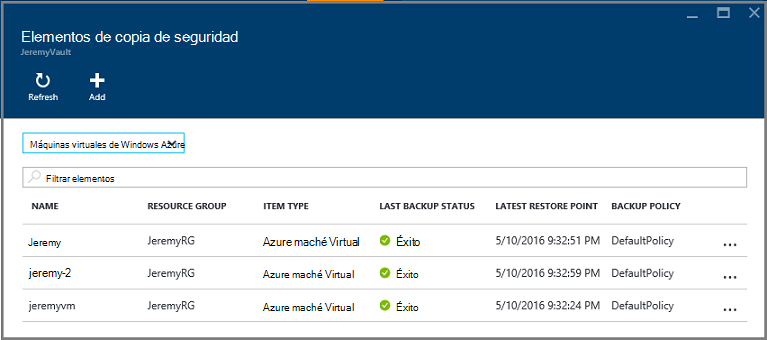 Elementos de copia de seguridad
JeremyVault
Refresh Add
Máquinas virtuales de Windows Azure
Filtrar elementos
NAME RESOURCE GROUP ITEM TYPE LAST BACKUP STATUS LATEST RESTORE POINT BACKUP POLICY
Jeremy JeremyRG Azure maché Virtual Éxito 5/10/2016 9:32:51 PM DefaultPolicy ...
jeremy-2 JeremyRG Azure maché Virtual Éxito 5/10/2016 9:32:59 PM DefaultPolicy ...
jeremyvm JeremyRG Azure maché Virtual Éxito 5/10/2016 9:32:24 PM DefaultPolicy ...